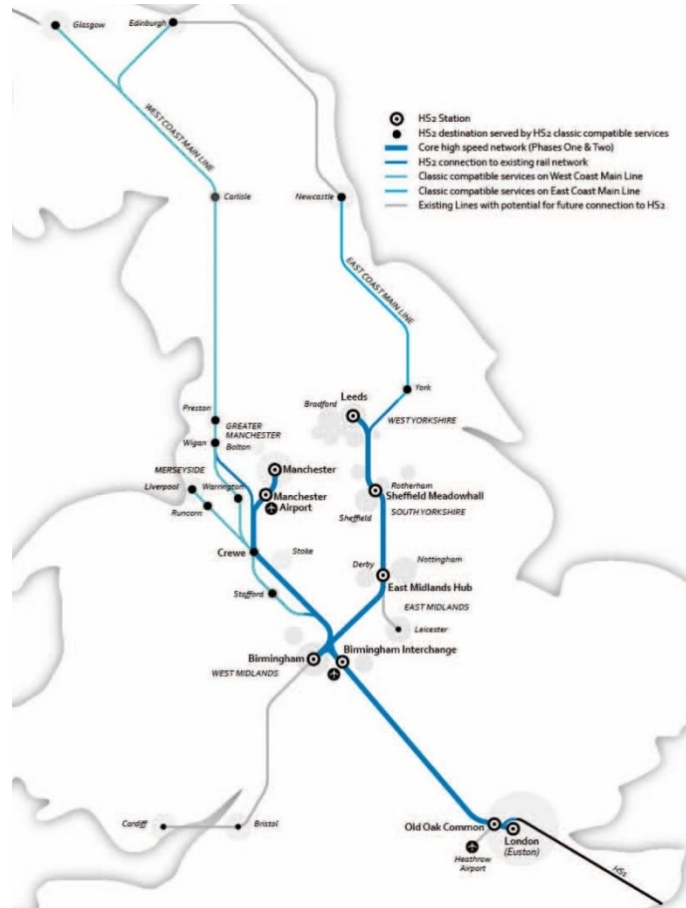 Glasgow
Edinburgh
WEST COAST MAIN LINE
HS2 Station
HS2 destination served by HS2 classic compatible services
Core high speed network (Phases One & Two)
HS2 connection to existing rail network
Classic compatible services on West Coast Main Line
Classic compatible services on East Coast Main Line
Existing Lines with potential for future connection to HS2
Carlisle
Newcastle
EAST COAST MAIN LINE
York
Leeds
Bradford
WEST YORKSHIRE
Preston
GREATER
MANCHESTER
Wigan
Bolton
MERSEYSIDE
Manchester
Liverpool
Warrington
Manchester
Airport
Runcorn
Rotherham
Sheffield Meadowhall
Sheffield
SOUTH YORKSHIRE
Crewe
Stoke
Derby
Nottingham
East Midlands Hub
Stafford
EAST MIDLANDS
Leicester
Birmingham
Birmingham Interchange
WEST MIDLANDS
Cardiff
Bristol
Old Oak Common
London
(Euston)
Heathrow
Airport
HS1